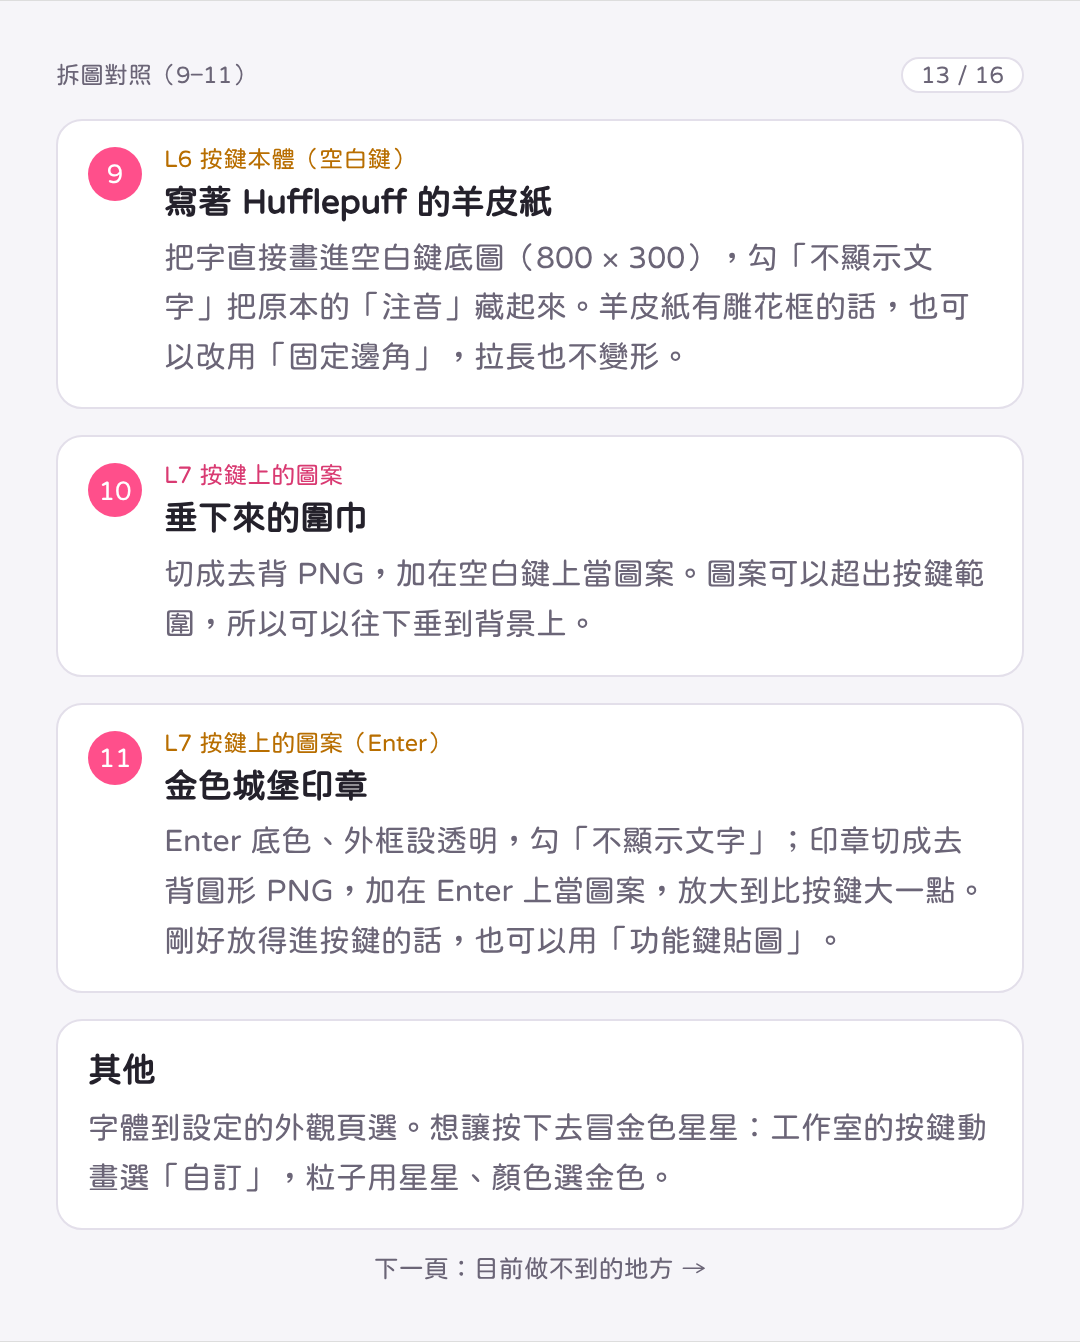 拆圖對照（9–11）
13 / 16
9
L6 按鍵本體（空白鍵）
寫著 Hufflepuff 的羊皮紙
把字直接畫進空白鍵底圖（800 × 300），勾「不顯示文
字」把原本的「注音」藏起來。羊皮紙有雕花框的話，也可
以改用「固定邊角」，拉長也不變形。
10
L7 按鍵上的圖案
垂下來的圍巾
切成去背 PNG，加在空白鍵上當圖案。圖案可以超出按鍵範
圍，所以可以往下垂到背景上。
11
L7 按鍵上的圖案（Enter）
金色城堡印章
Enter 底色、外框設透明，勾「不顯示文字」；印章切成去
背圓形 PNG，加在 Enter 上當圖案，放大到比按鍵大一點。
剛好放得進按鍵的話，也可以用「功能鍵貼圖」。
其他
字體到設定的外觀頁選。想讓按下去冒金色星星：工作室的按鍵動
畫選「自訂」，粒子用星星、顏色選金色。
下一頁：目前做不到的地方 →